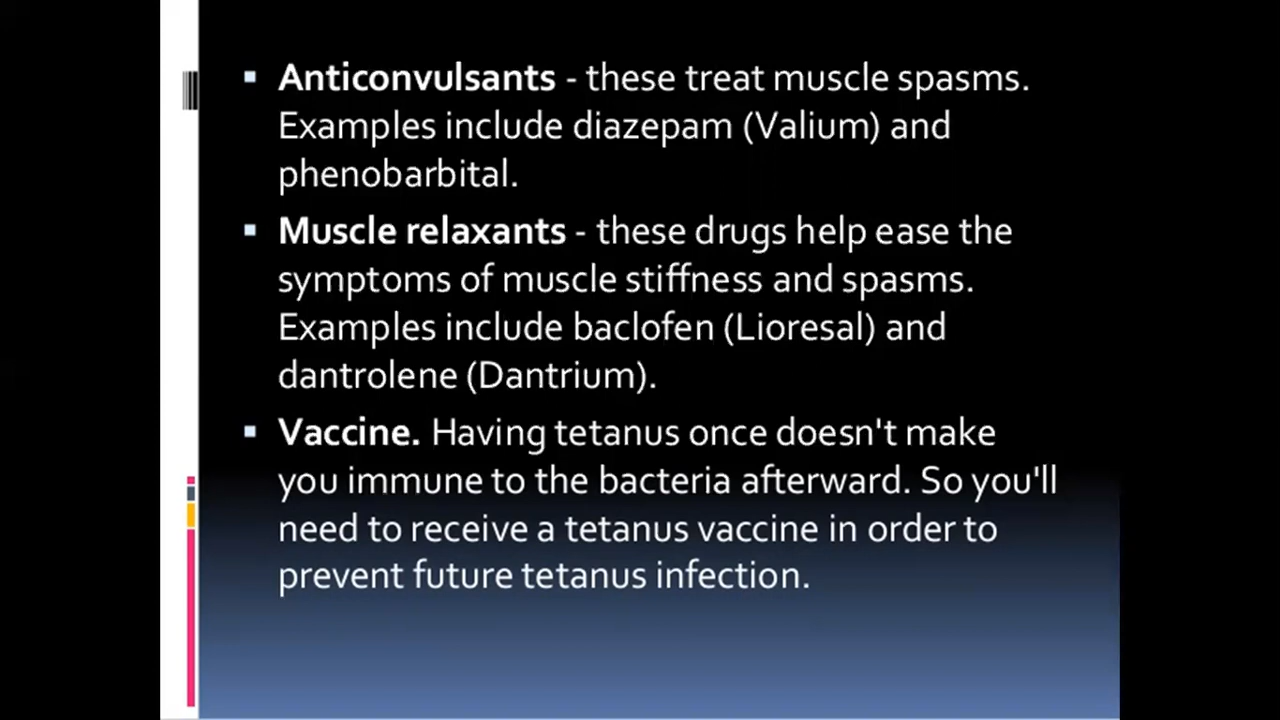 Anticonvulsants - these treat muscle spasms.
Examples include diazepam (Valium) and
phenobarbital.
Muscle relaxants - these drugs help ease the
symptoms of muscle stiffness and spasms.
Examples include baclofen (Lioresal) and
dantrolene (Dantrium).
Vaccine. Having tetanus once doesn't make
you immune to the bacteria afterward. So you'll
need to receive a tetanus vaccine in order to
prevent future tetanus infection.